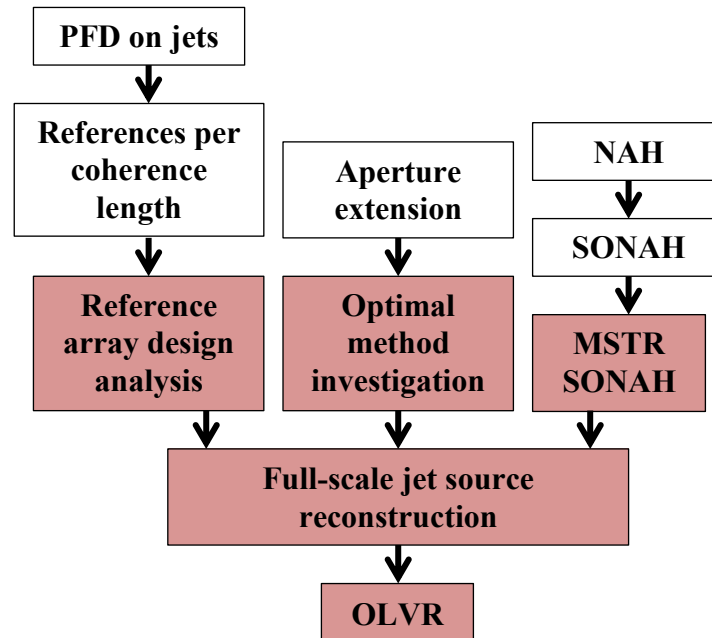 PFD on jets
References per
coherence
length
Aperture
extension
NAH
SONAH
Reference
array design
analysis
Optimal
method
investigation
MSTR
SONAH
Full-scale jet source
reconstruction
OLVR